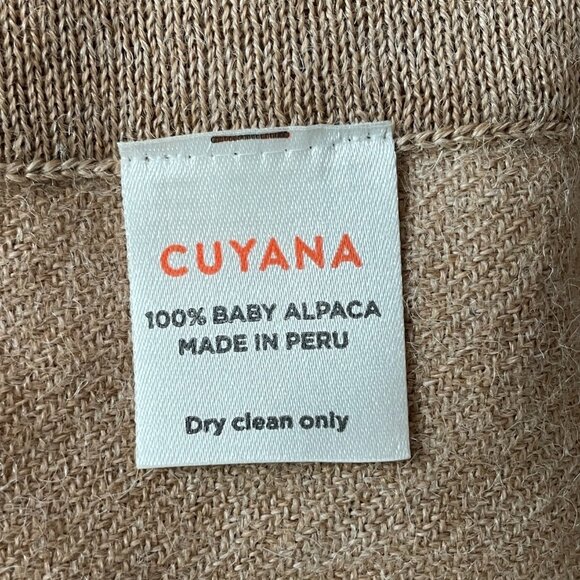 CUYANA
100% BABY ALPACA
MADE IN PERU
Dry clean only